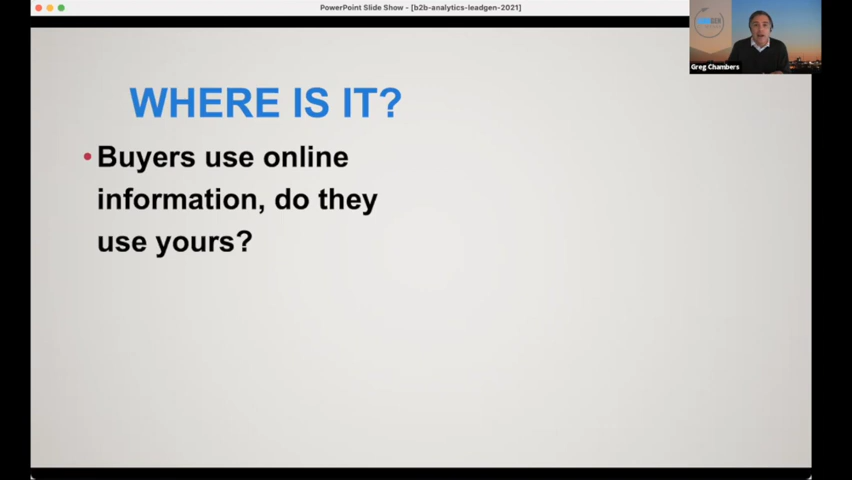 PowerPoint Slide Show - [b2b-analytics-leadgen-2021]
Greg Chambers
WHERE IS IT?
• Buyers use online
information, do they
use yours?